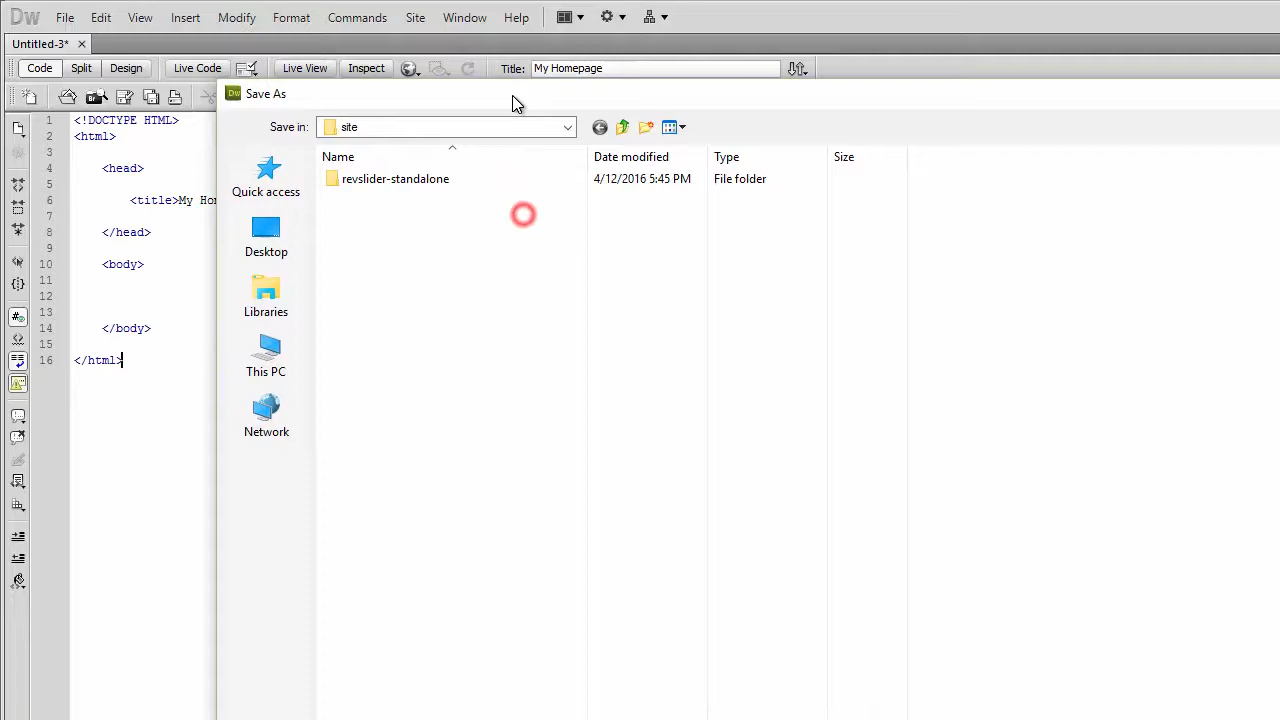 Dw File Edit View Insert Modify Format Commands Site Window Help
Untitled-3*
Code Split Design Live Code Live View Inspect Title: My Homepage
Br
Dw Save As
Save in: site
Name Date modified Type Size
revslider-standalone 4/12/2016 5:45 PM File folder
Quick access
Desktop
Libraries
This PC
Network
1 <!DOCTYPE HTML>
2 <html>
3
4 <head>
5
6 <title>My
7
8 </head>
9
10 <body>
11
12
13
14 </body>
15
16 </html>